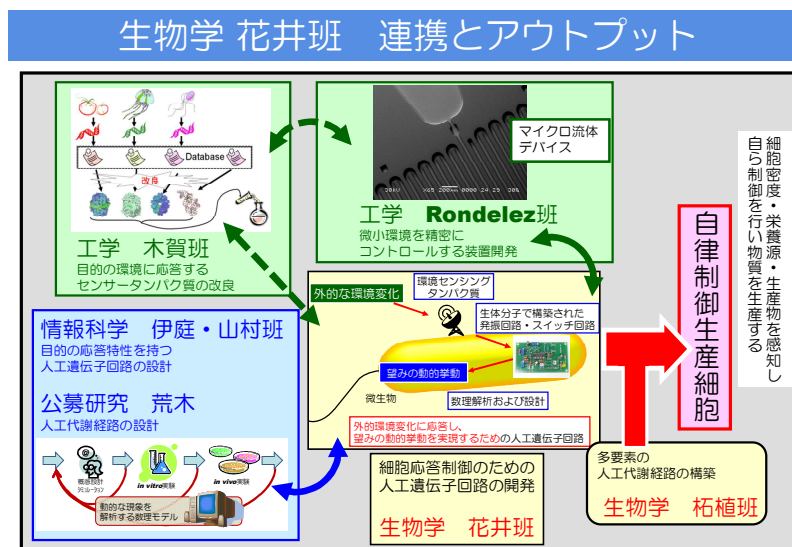 生物学 花井班　連携とアウトプット
Database
改良
工学　木賀班
目的の環境に応答する
センサータンパク質の改良
マイクロ流体
デバイス
30kV X65 200mm 0000 24 29 30%
工学　Rondelez班
微小環境を精密に
コントロールする装置開発
情報科学　伊庭・山村班
目的の応答特性を持つ
人工遺伝子回路の設計
公募研究　荒木
人工代謝経路の設計
in vitro実験
in vivo実験
動的な現象を
解析する数理モデル
外的な環境変化
環境センシング
タンパク質
生体分子で構築された
発振回路・スイッチ回路
望みの動的挙動
微生物
数理解析および設計
外的環境変化に応答し、
望みの動的挙動を実現するための人工遺伝子回路
細胞応答制御のための
人工遺伝子回路の開発
生物学　花井班
多要素の
人工代謝経路の構築
生物学　柘植班
自律制御生産細胞
細胞密度・栄養源・生産物を感知し
自ら制御を行い物質を生産する